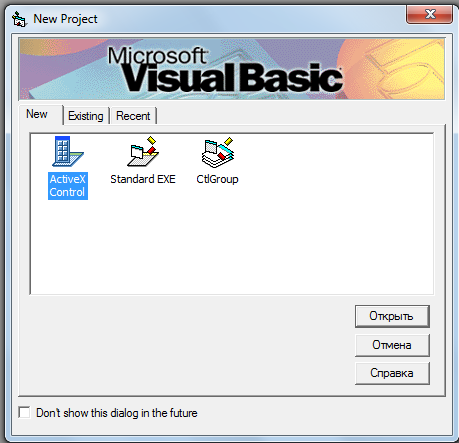 New Project
Microsoft
Visual Basic
New Existing Recent
ActiveX Control
Standard EXE
CtlGroup
Открыть
Отмена
Справка
Don't show this dialog in the future